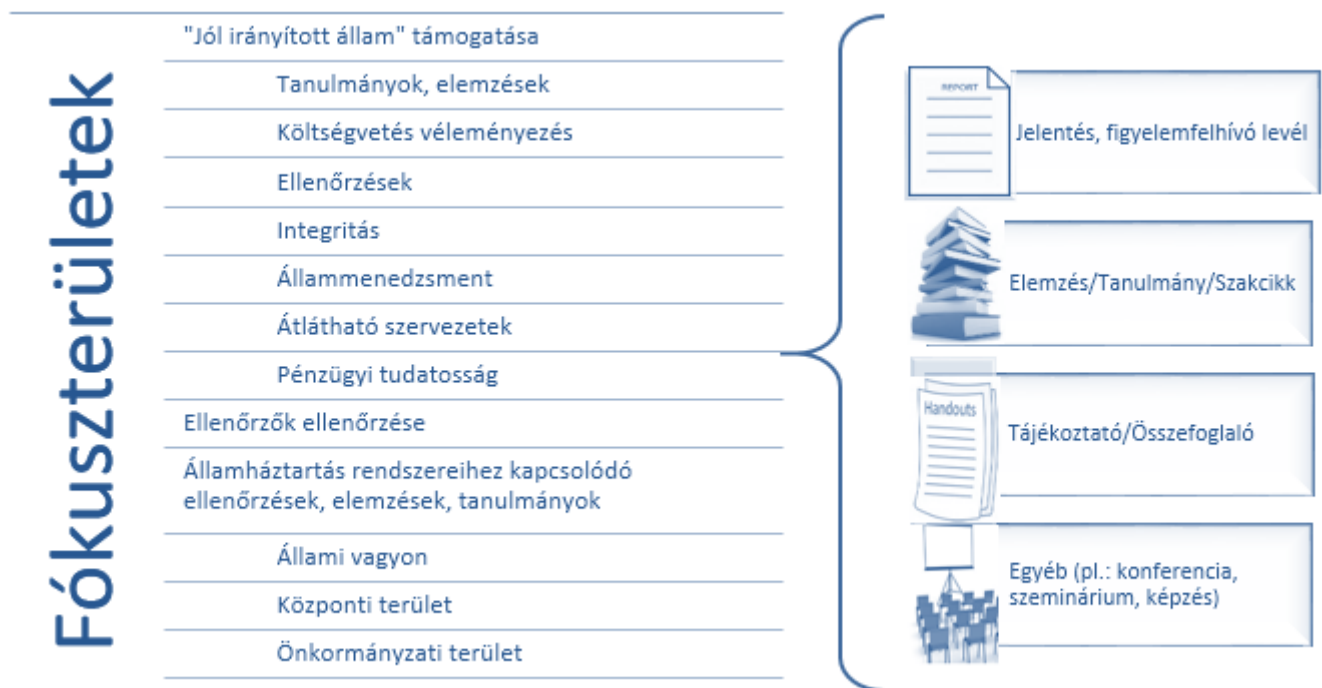 Fókuszterületek
"Jól irányított állam" támogatása
Tanulmányok, elemzések
Költségvetés véleményezés
Ellenőrzések
Integritás
Állammenedzsment
Átlátható szervezetek
Pénzügyi tudatosság
Ellenőrzők ellenőrzése
Államháztartás rendszereihez kapcsolódó
ellenőrzések, elemzések, tanulmányok
Állami vagyon
Központi terület
Önkormányzati terület
REPORT
Jelentés, figyelemfelhívó levél
Elemzés/Tanulmány/Szakcikk
Handouts
Tájékoztató/Összefoglaló
Egyéb (pl.: konferencia,
szeminárium, képzés)